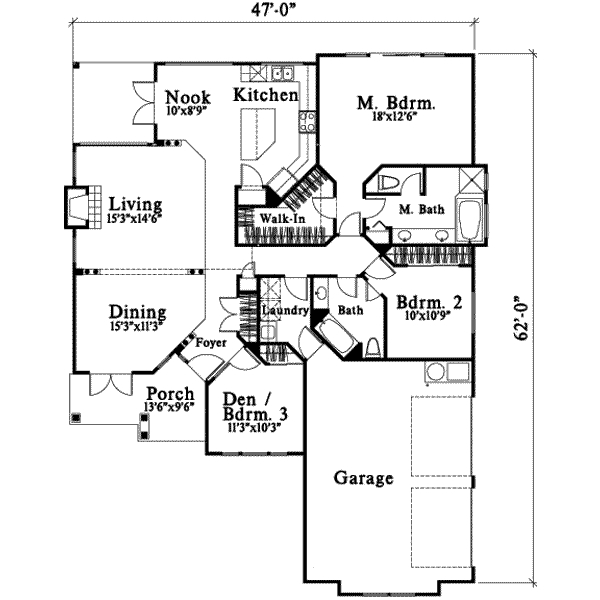 47'-0"
Nook
10'x8'9"
Kitchen
M. Bdrm.
18'x12'6"
Living
15'3"x14'6"
Walk-In
M. Bath
Dining
15'3"x11'3"
Laundry
Bath
Bdrm. 2
10'x10'9"
62'-0"
Foyer
Porch
13'6"x9'6"
Den /
Bdrm. 3
11'3"x10'3"
Garage